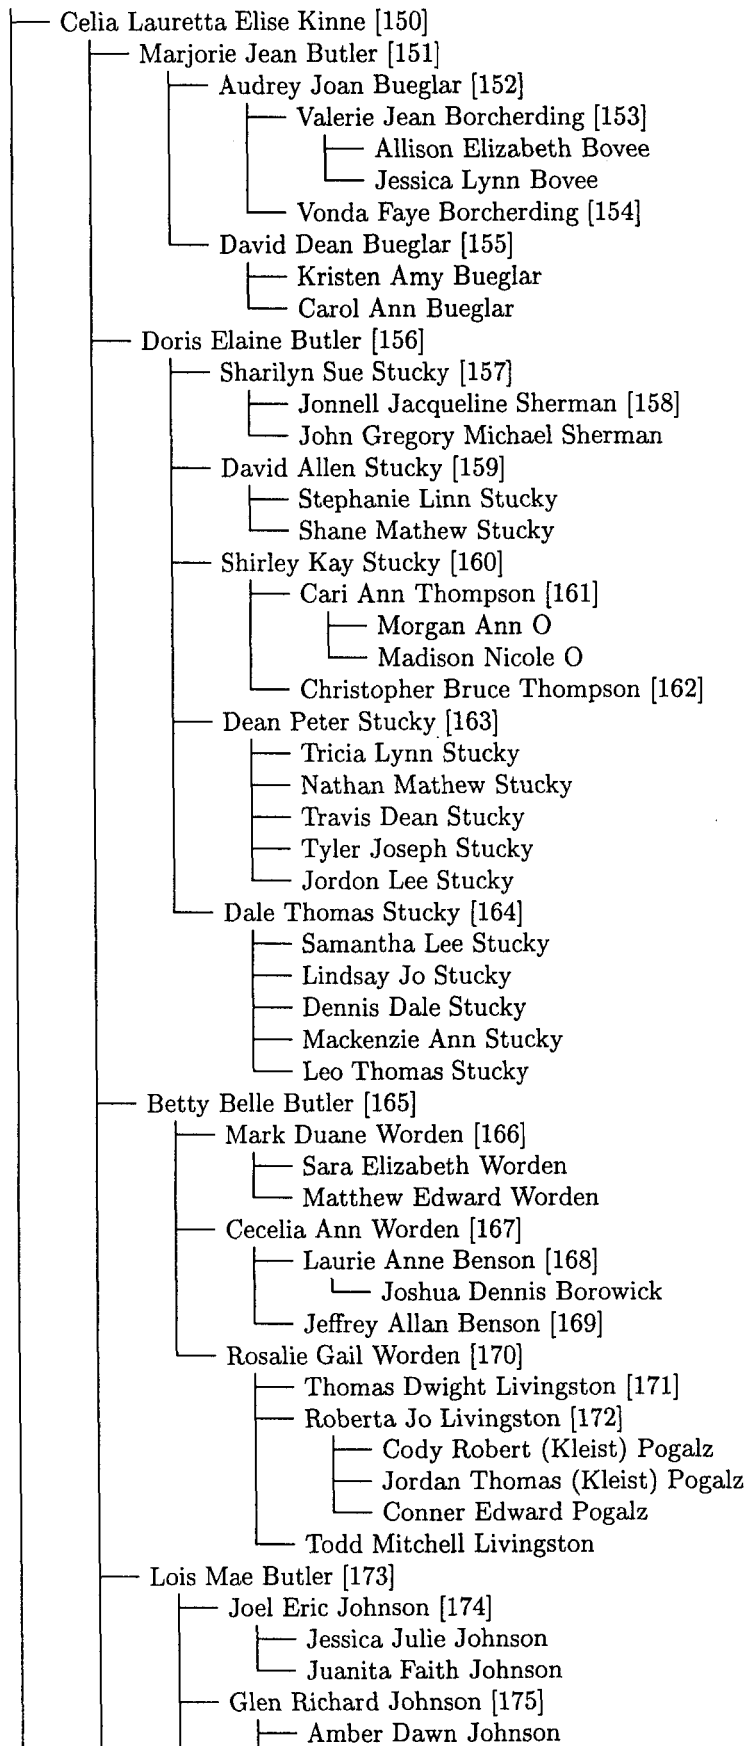 Celia Lauretta Elise Kinne [150]
Marjorie Jean Butler [151]
Audrey Joan Bueglar [152]
Valerie Jean Borcherding [153]
Allison Elizabeth Bovee
Jessica Lynn Bovee
Vonda Faye Borcherding [154]
David Dean Bueglar [155]
Kristen Amy Bueglar
Carol Ann Bueglar
Doris Elaine Butler [156]
Sharilyn Sue Stucky [157]
Jonnell Jacqueline Sherman [158]
John Gregory Michael Sherman
David Allen Stucky [159]
Stephanie Linn Stucky
Shane Mathew Stucky
Shirley Kay Stucky [160]
Cari Ann Thompson [161]
Morgan Ann O
Madison Nicole O
Christopher Bruce Thompson [162]
Dean Peter Stucky [163]
Tricia Lynn Stucky
Nathan Mathew Stucky
Travis Dean Stucky
Tyler Joseph Stucky
Jordon Lee Stucky
Dale Thomas Stucky [164]
Samantha Lee Stucky
Lindsay Jo Stucky
Dennis Dale Stucky
Mackenzie Ann Stucky
Leo Thomas Stucky
Betty Belle Butler [165]
Mark Duane Worden [166]
Sara Elizabeth Worden
Matthew Edward Worden
Cecelia Ann Worden [167]
Laurie Anne Benson [168]
Joshua Dennis Borowick
Jeffrey Allan Benson [169]
Rosalie Gail Worden [170]
Thomas Dwight Livingston [171]
Roberta Jo Livingston [172]
Cody Robert (Kleist) Pogalz
Jordan Thomas (Kleist) Pogalz
Conner Edward Pogalz
Todd Mitchell Livingston
Lois Mae Butler [173]
Joel Eric Johnson [174]
Jessica Julie Johnson
Juanita Faith Johnson
Glen Richard Johnson [175]
Amber Dawn Johnson